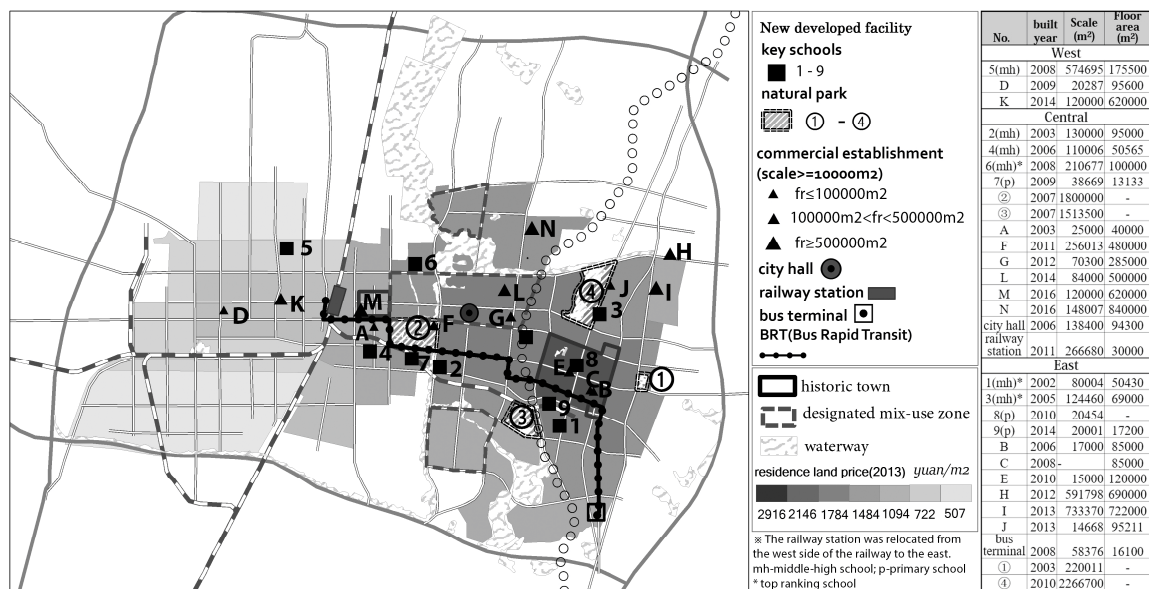 N
H
5
6
J
4
K
L
I
M
3
D
G
2
F
A
4
8
1
7
E
2
C
B
9
3
1
New developed facility
key schools
1 - 9
natural park
① - ④
commercial establishment
(scale>=10000m2)
fr≤100000m2
100000m2<fr<500000m2
fr≥500000m2
city hall
railway station
bus terminal
BRT(Bus Rapid Transit)
historic town
designated mix-use zone
waterway
residence land price(2013) yuan/m2
2916 2146 1784 1484 1094 722 507
※ The railway station was relocated from
the west side of the railway to the east.
mh-middle-high school; p-primary school
* top ranking school
No. built year Scale (m²) Floor area (m²)
West
5(mh) 2008 574695 175500
D 2009 20287 95600
K 2014 120000 620000
Central
2(mh) 2003 130000 95000
4(mh) 2006 110006 50565
6(mh)* 2008 210677 100000
7(p) 2009 38669 13133
② 2007 1800000 -
③ 2007 1513500 -
A 2003 25000 40000
F 2011 256013 480000
G 2012 70300 285000
L 2014 84000 500000
M 2016 120000 620000
N 2016 148007 840000
city hall 2006 138400 94300
railway station 2011 266680 30000
East
1(mh)* 2002 80004 50430
3(mh)* 2005 124460 69000
8(p) 2010 20454 -
9(p) 2014 20001 17200
B 2006 17000 85000
C 2008 - 85000
E 2010 15000 120000
H 2012 591798 690000
I 2013 733370 722000
J 2013 14668 95211
bus terminal 2008 58376 16100
① 2003 220011 -
④ 2010 2266700 -